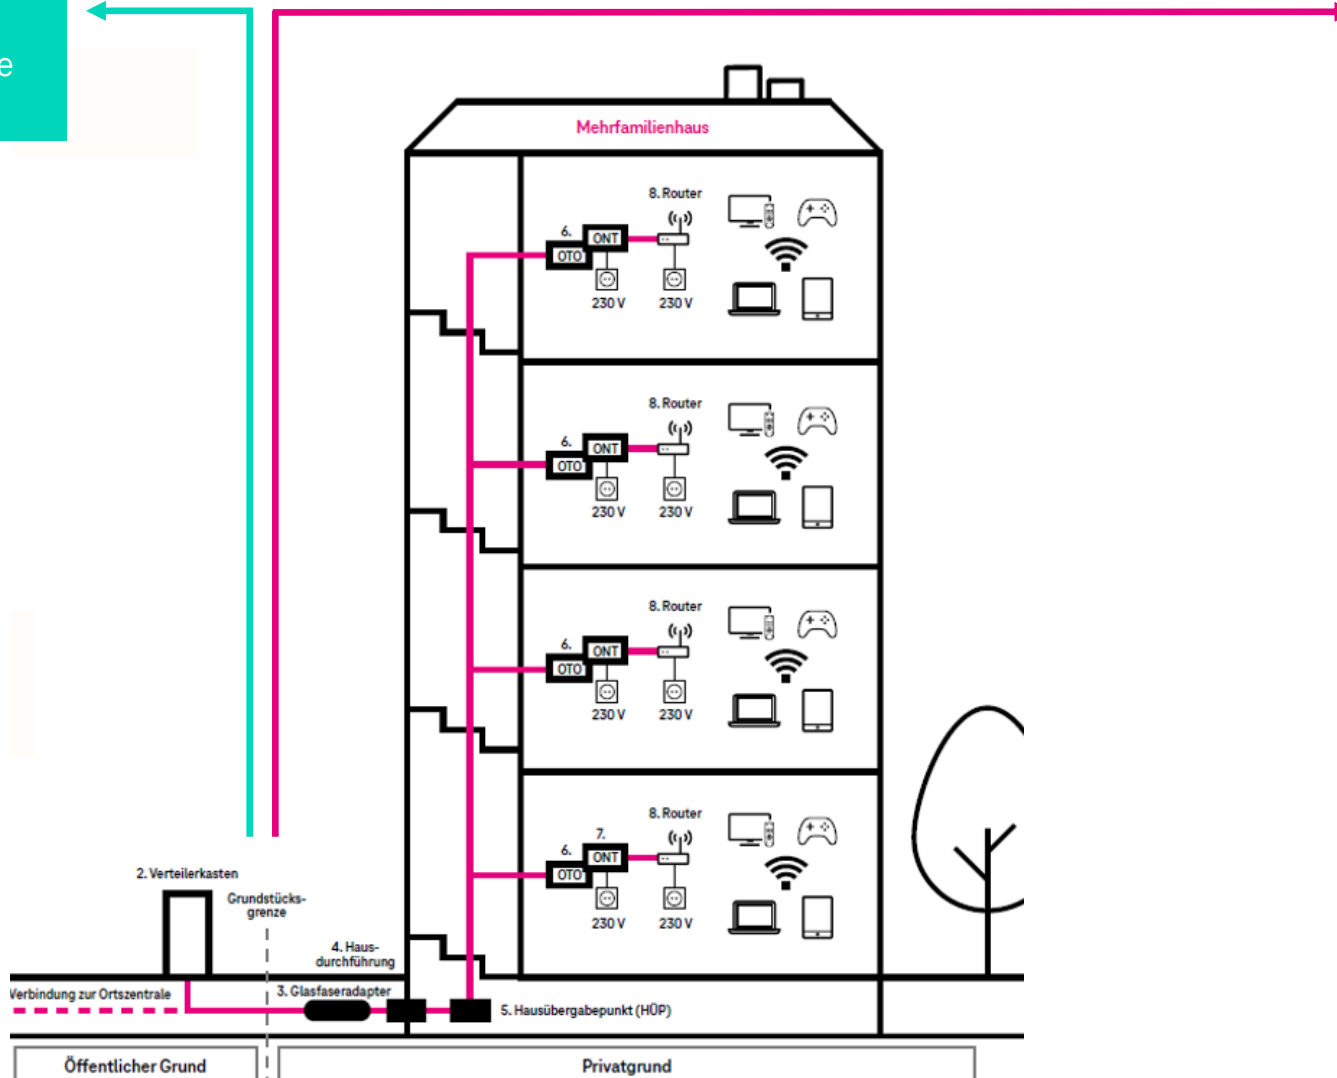 e
Mehrfamilienhaus
8. Router
6.
ONT
OTO
230 V
230 V
8. Router
6.
ONT
OTO
230 V
230 V
8. Router
6.
ONT
OTO
230 V
230 V
8. Router
7.
6.
ONT
OTO
230 V
230 V
2. Verteilerkasten
Grundstücks-
grenze
4. Haus-
durchführung
Verbindung zur Ortszentrale
3. Glasfaseradapter
5. Hausübergabepunkt (HÜP)
Öffentlicher Grund
Privatgrund